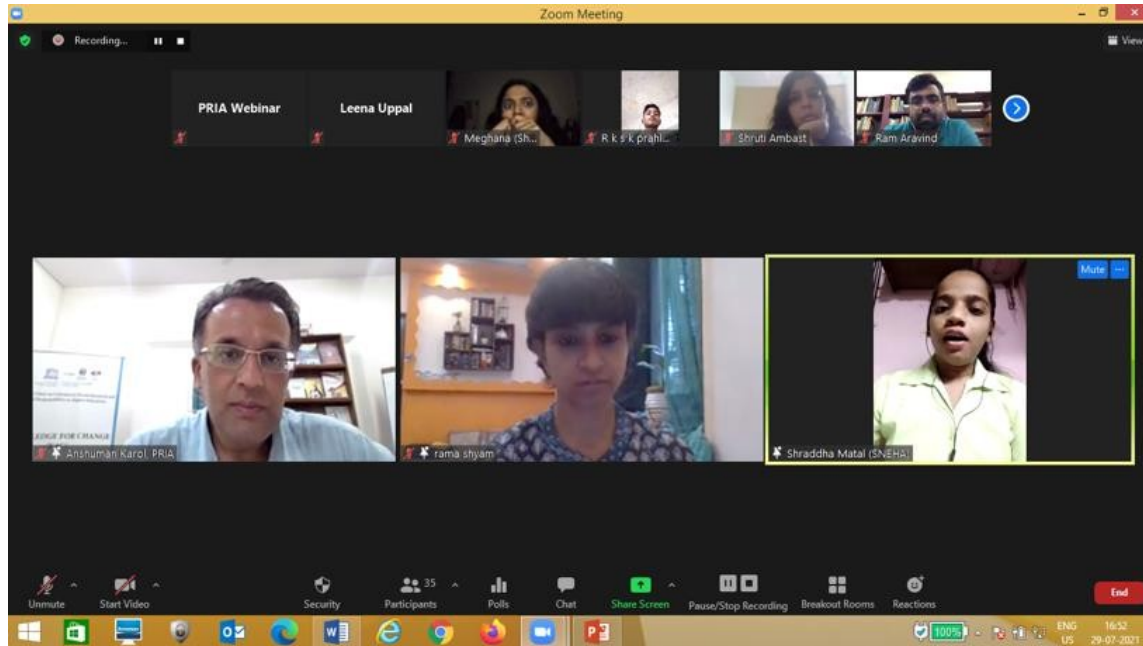 Zoom Meeting
Recording...
View
PRIA Webinar
Leena Uppal
Meghana (Sh...
R k s k prahl...
Shruti Ambast
Ram Aravind
EDGE FOR CHANGE
Anshuman Karol, PRIA
rama shyam
Mute
Shraddha Matal (SNEHA)
Unmute
Start Video
Security
Participants
35
Polls
Chat
Share Screen
Pause/Stop Recording
Breakout Rooms
Reactions
End
100%
ENG
US
16:52
29-07-2021